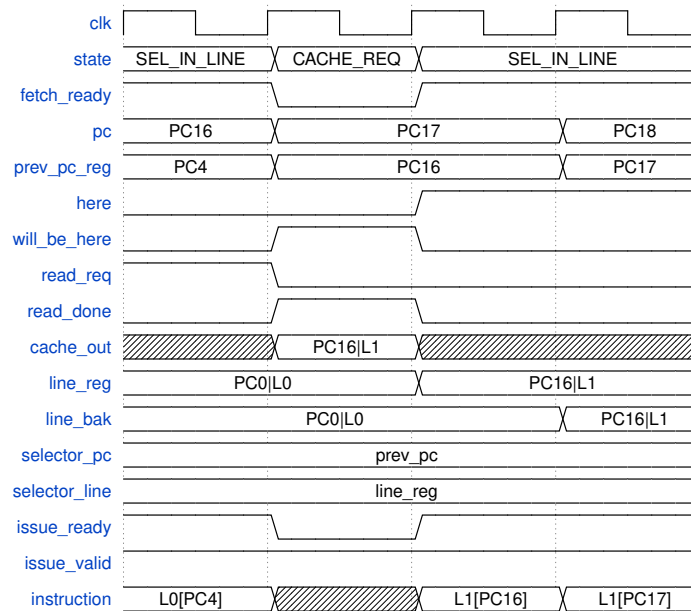 clk
state SEL_IN_LINE CACHE_REQ SEL_IN_LINE
fetch_ready
pc PC16 PC17 PC18
prev_pc_reg PC4 PC16 PC17
here
will_be_here
read_req
read_done
cache_out PC16|L1
line_reg PC0|L0 PC16|L1
line_bak PC0|L0 PC16|L1
selector_pc prev_pc
selector_line line_reg
issue_ready
issue_valid
instruction L0[PC4] L1[PC16] L1[PC17]